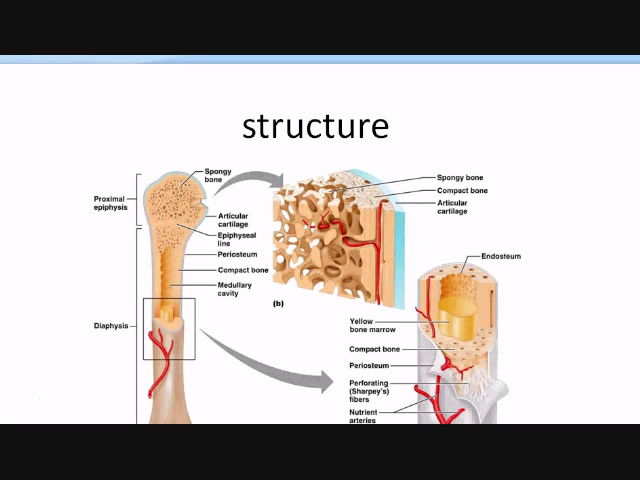 structure
Spongy
bone
Proximal
epiphysis
Articular
cartilage
Epiphyseal
line
Periosteum
Compact bone
Medullary
cavity
Diaphysis
Spongy bone
Compact bone
Articular
cartilage
(b)
Endosteum
Yellow
bone marrow
Compact bone
Periosteum
Perforating
(Sharpey's)
fibers
Nutrient
arteries